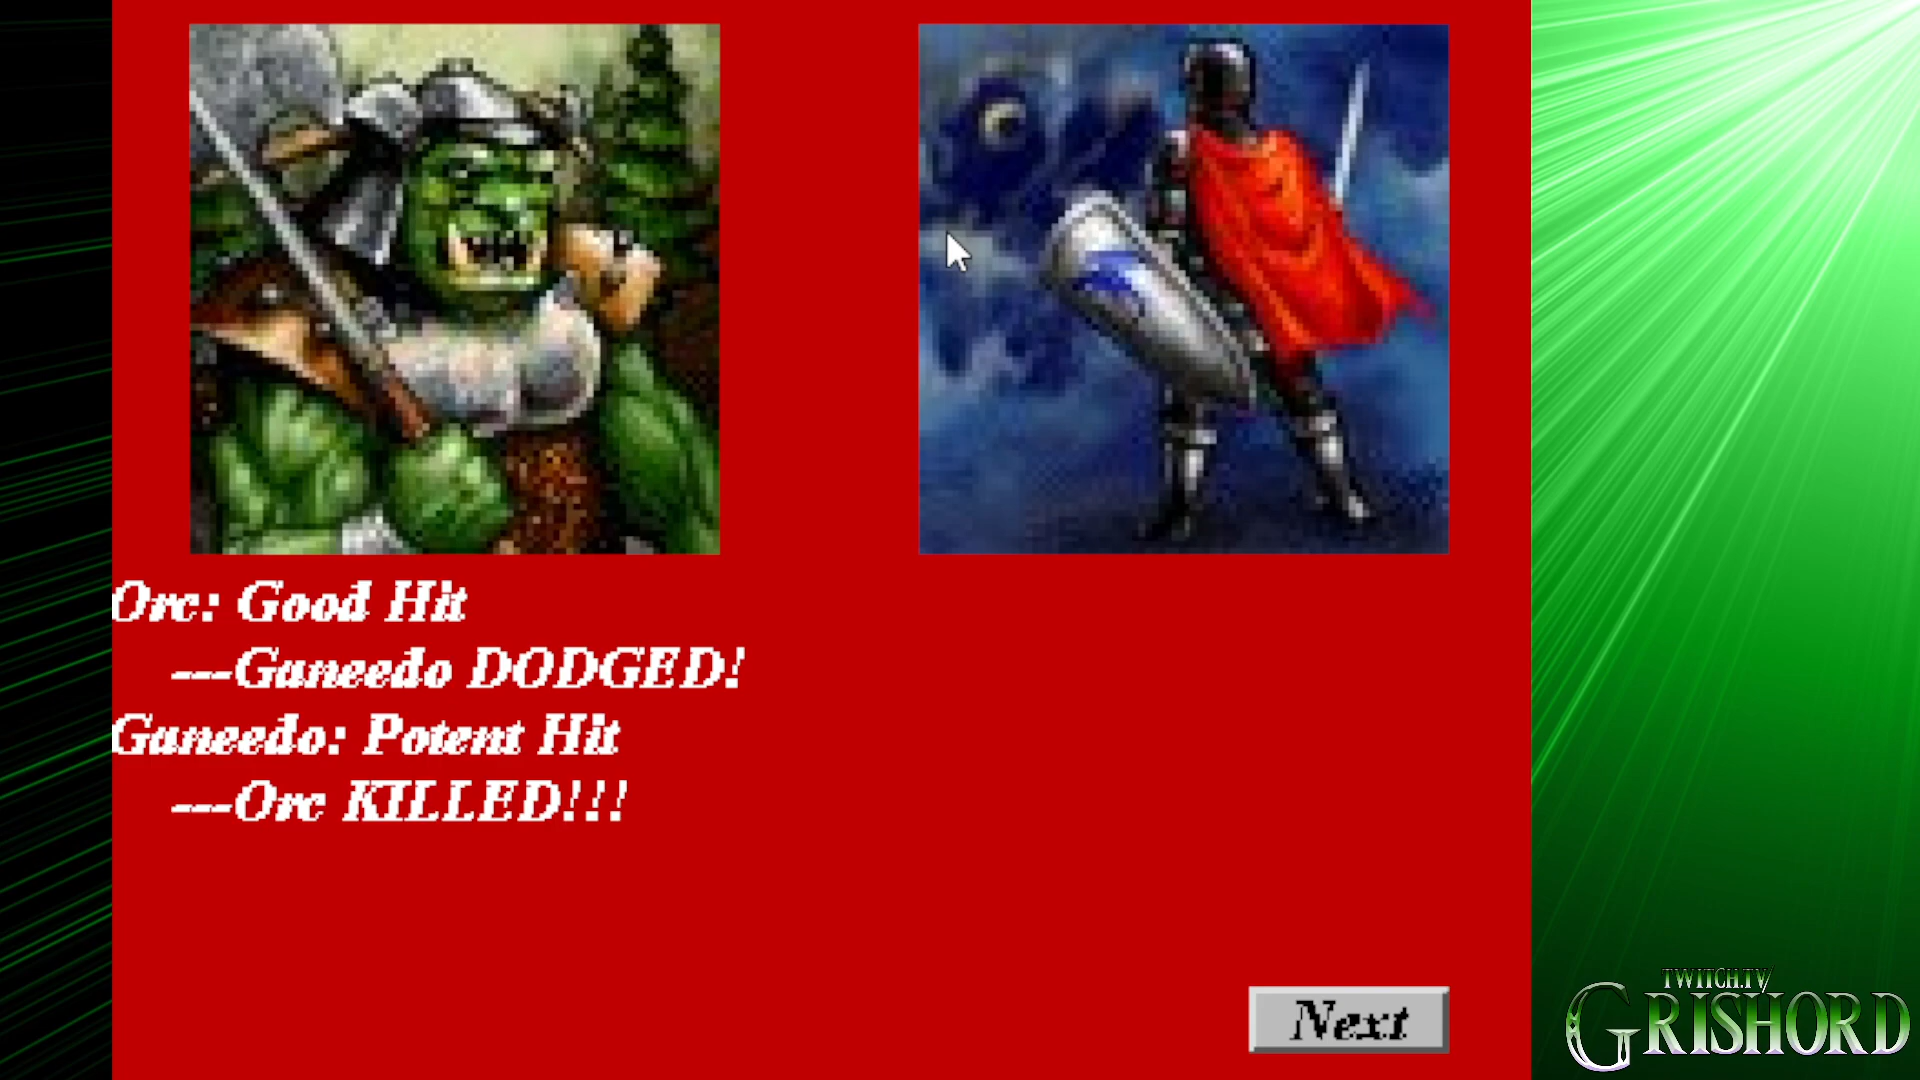 Orc: Good Hit
---Ganeedo DODGED!
Ganeedo: Potent Hit
---Orc KILLED!!!
Next
TWITCH.TV/
GRISHORD